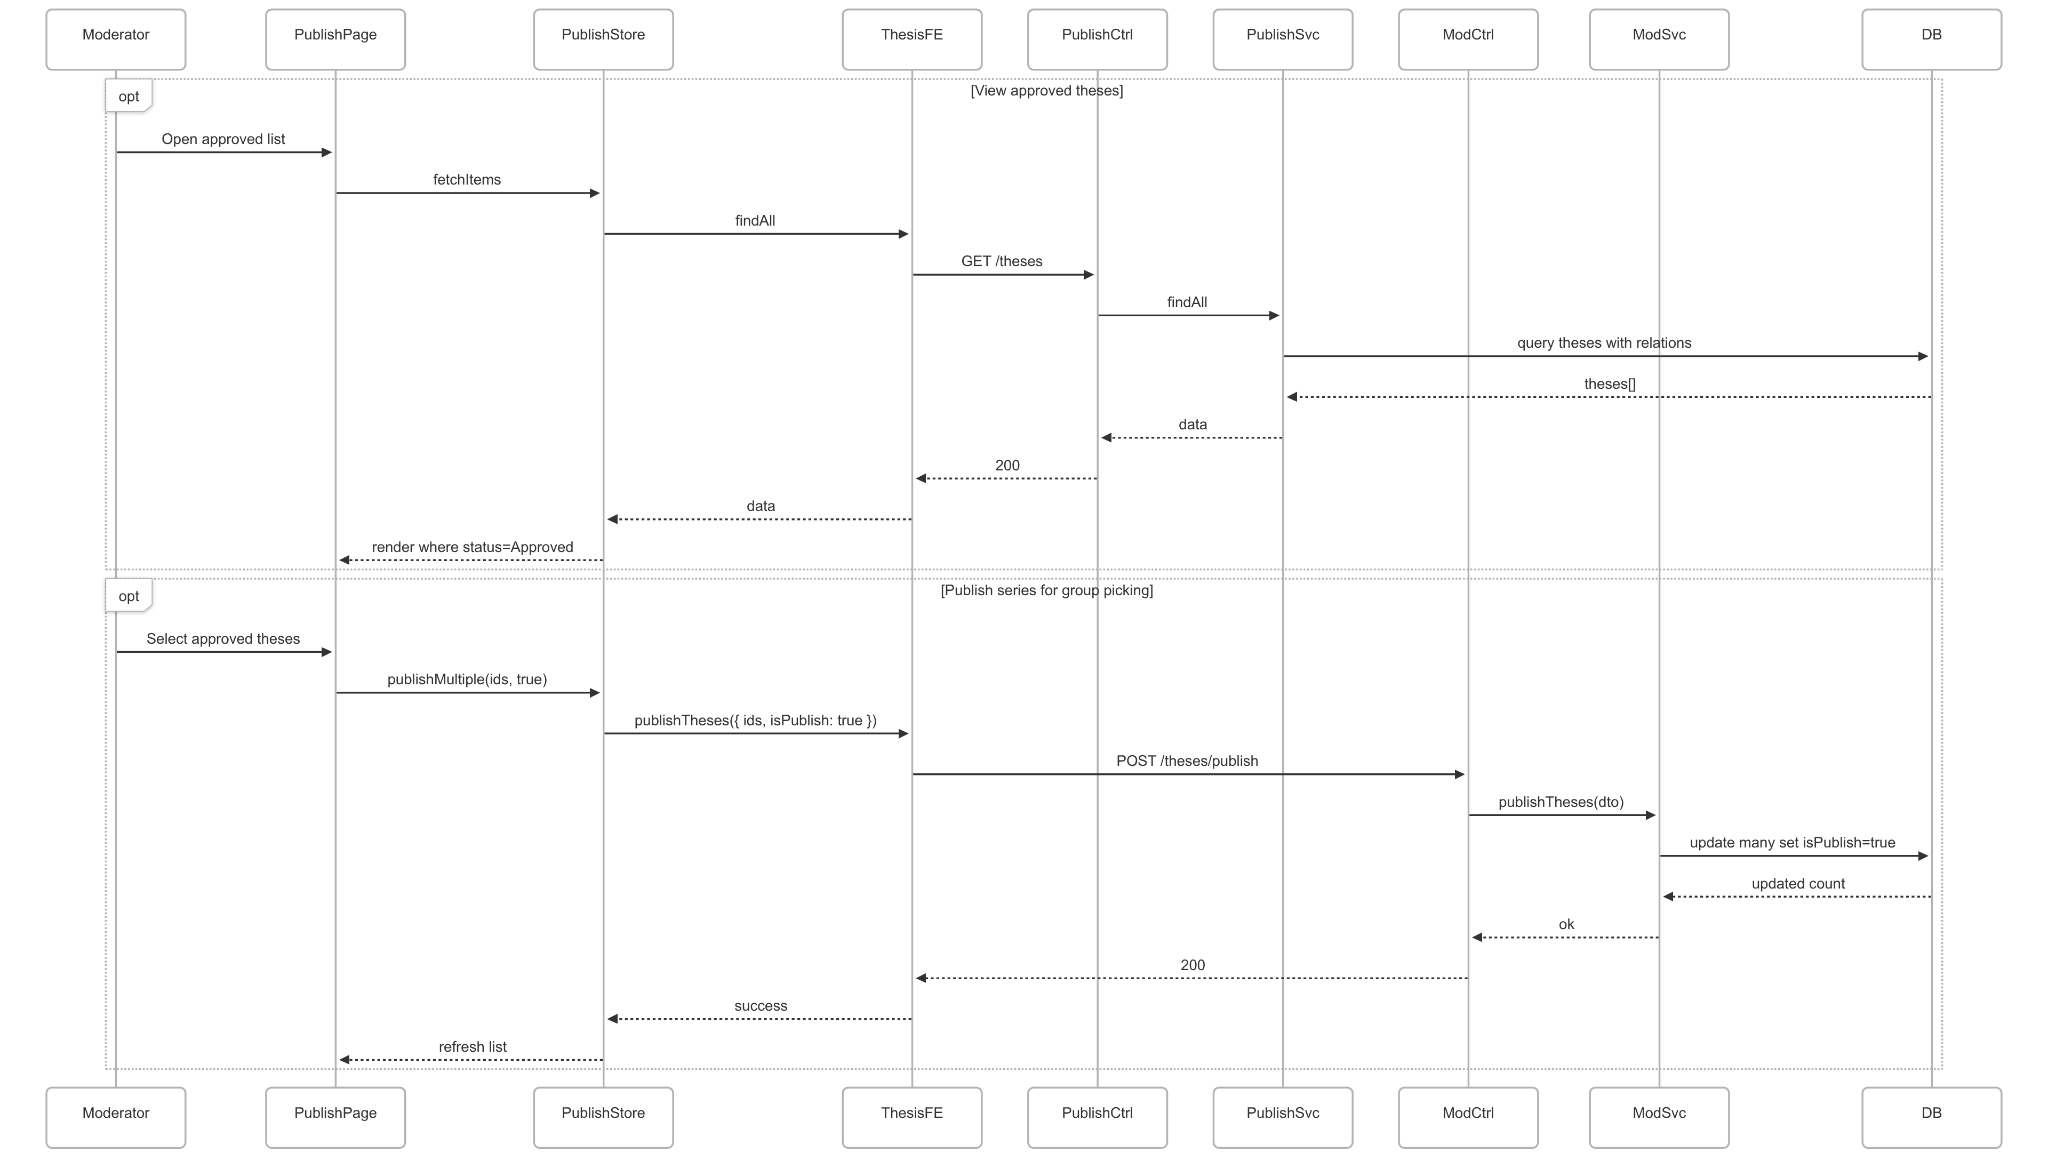 Moderator
PublishPage
PublishStore
ThesisFE
PublishCtrl
PublishSvc
ModCtrl
ModSvc
DB
opt
[View approved theses]
Open approved list
fetchItems
findAll
GET /theses
findAll
query theses with relations
theses[]
data
200
data
render where status=Approved
opt
[Publish series for group picking]
Select approved theses
publishMultiple(ids, true)
publishTheses({ ids, isPublish: true })
POST /theses/publish
publishTheses(dto)
update many set isPublish=true
updated count
ok
200
success
refresh list
Moderator
PublishPage
PublishStore
ThesisFE
PublishCtrl
PublishSvc
ModCtrl
ModSvc
DB